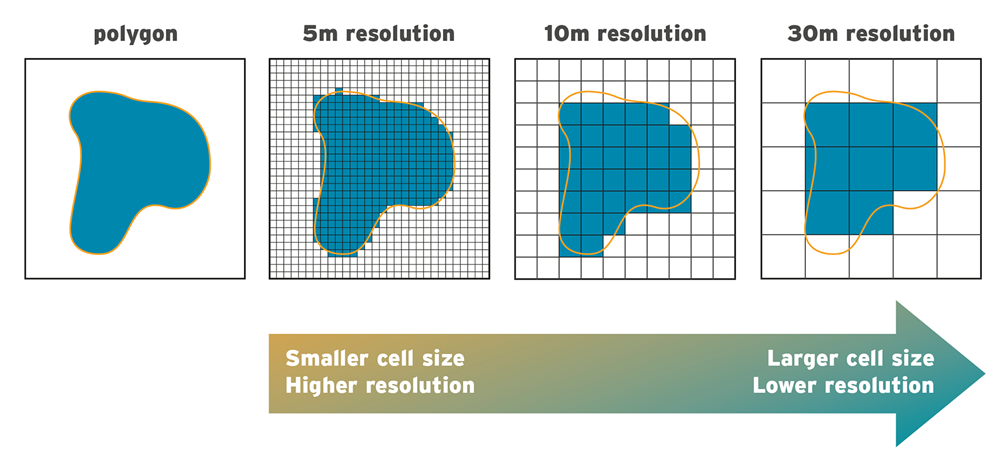 polygon
5m resolution
10m resolution
30m resolution
Smaller cell size
Higher resolution
Larger cell size
Lower resolution